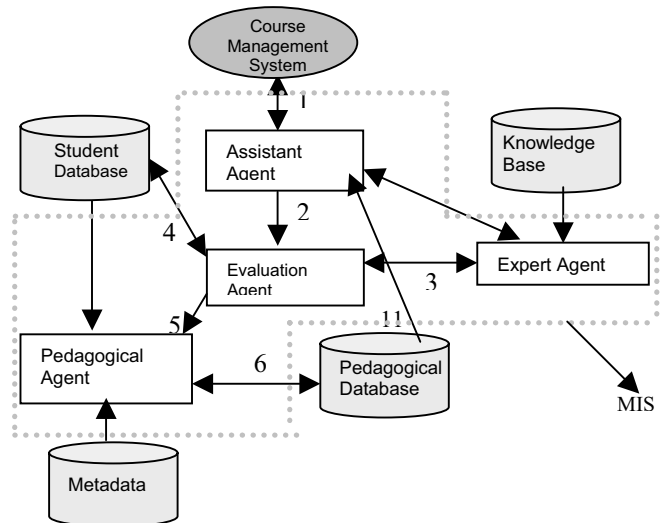 Course
Management
System
1
Student
Database
Assistant
Agent
Knowledge
Base
2
4
Evaluation
Agent
3
Expert Agent
5
11
Pedagogical
Agent
6
Pedagogical
Database
MIS
Metadata